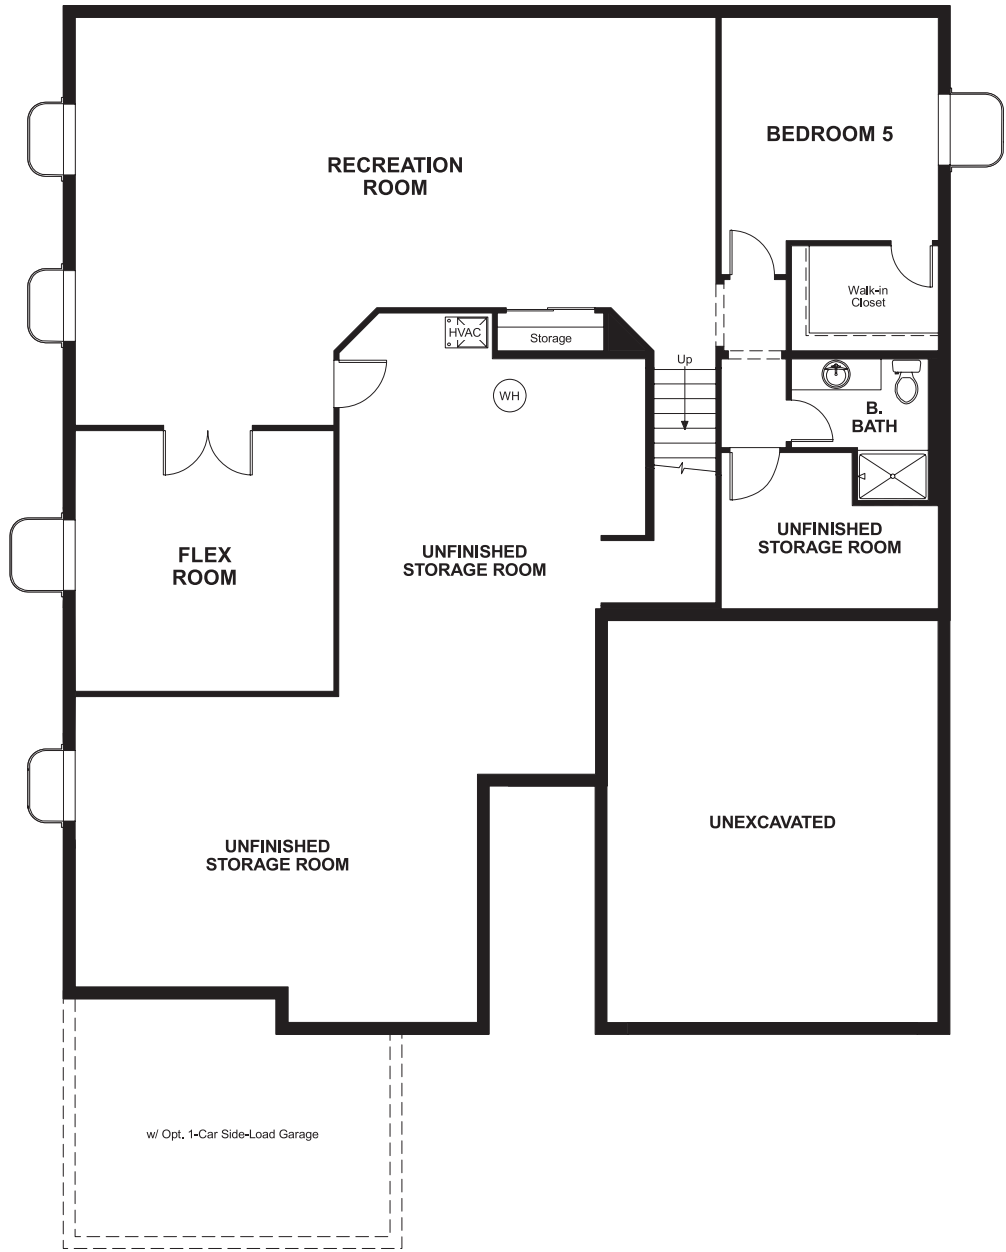 BEDROOM 5
RECREATION
ROOM
Walk-in
Closet
HVAC
Storage
Up
WH
B.
BATH
UNFINISHED
STORAGE ROOM
FLEX
ROOM
UNFINISHED
STORAGE ROOM
UNEXCAVATED
UNFINISHED
STORAGE ROOM
w/ Opt. 1-Car Side-Load Garage